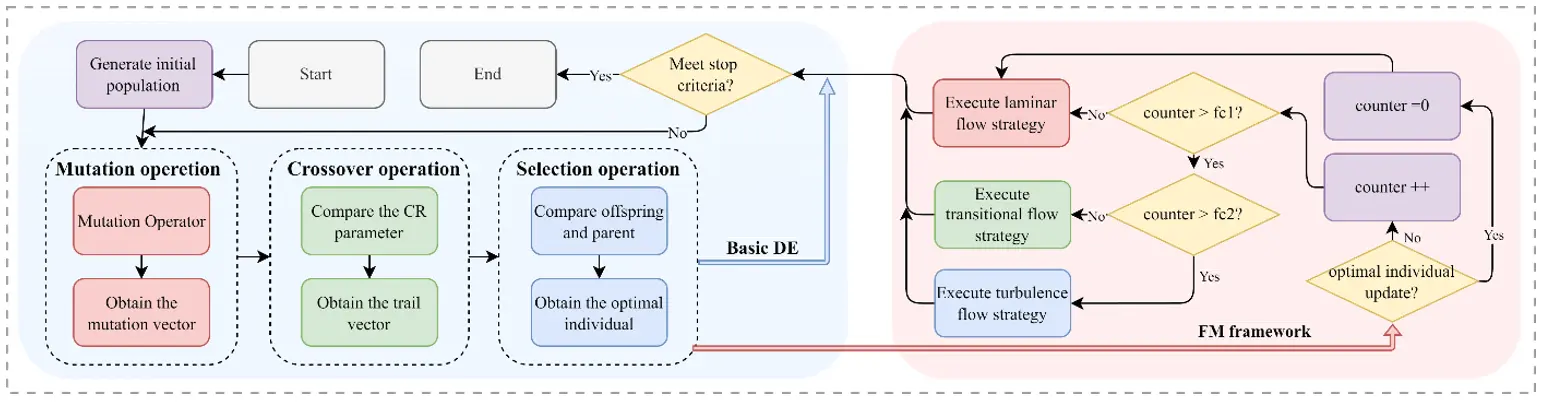 Generate initial
population
Start
End
Meet stop
criteria?
Yes
No
Mutation operetion
Mutation Operator
Obtain the
mutation vector
Crossover operation
Compare the CR
parameter
Obtain the trail
vector
Selection operation
Compare offspring
and parent
Obtain the optimal
individual
Basic DE
Execute laminar
flow strategy
No
counter > fc1?
Yes
counter =0
counter ++
Execute
transitional flow
strategy
No
counter > fc2?
Yes
Execute turbulence
flow strategy
No
Yes
optimal individual
update?
FM framework